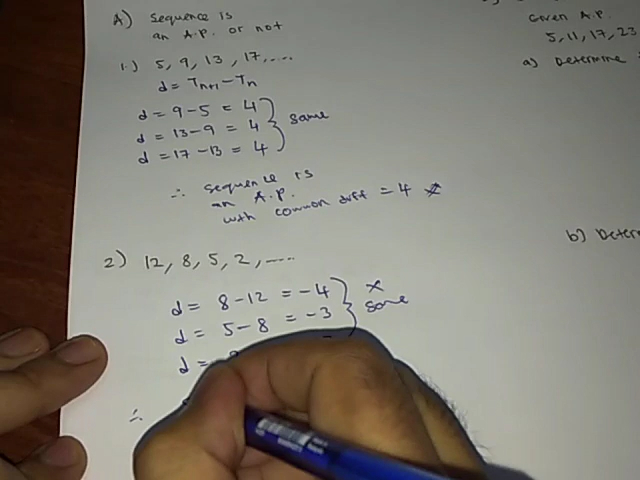 A) Sequence is
an A.P. or not
1.) 5, 9, 13, 17, ....
d = Tn+1 - Tn
d = 9-5 = 4
d = 13-9 = 4
d = 17-13 = 4
same
∴ sequence is
an A.P.
with common diff = 4
2) 12, 8, 5, 2, ....
d = 8-12 = -4
d = 5-8 = -3
d =
x
same
∴
Given A.P.
5, 11, 17, 23
a) Determine
b) Deter